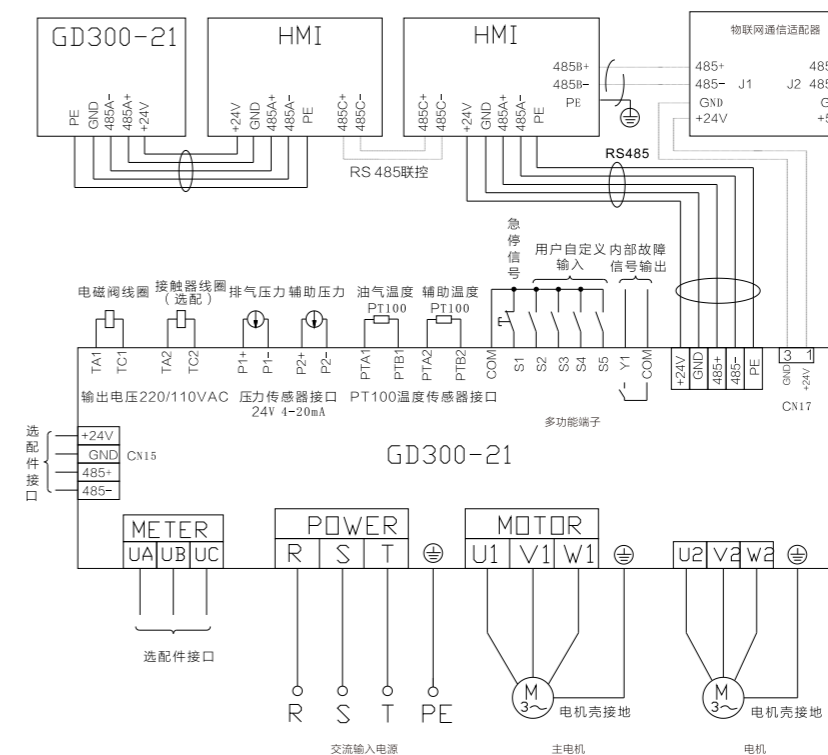 GD300-21
HMI
HMI
物联网通信适配器
PE
GND
485A-
485A+
+24V
+24V
GND
485A+
485A-
PE
485C+
485C-
485C+
485C-
+24V
GND
485A+
485A-
PE
485B+
485B-
PE
485+
485- J1
GND
+24V
J2
RS 485联控
RS485
急停信号
用户自定义
输入
内部故障
信号输出
电磁阀线圈
接触器线圈
(选配)
排气压力
辅助压力
油气温度
PT100
辅助温度
PT100
TA1
TC1
TA2
TC2
P1+
P1-
P2+
P2-
PTA1
PTB1
PTA2
PTB2
COM
S1
S2
S3
S4
S5
Y1
COM
+24V
GND
485+
485-
PE
3 1
GND
+24V
CN17
输出电压220/110VAC
压力传感器接口
24V 4-20mA
PT100温度传感器接口
多功能端子
选配件接口
+24V
GND
485+
485-
CN15
GD300-21
METER
UA UB UC
POWER
R S T
MOTOR
U1 V1 W1
U2 V2 W2
选配件接口
R S T PE
M
3~
电机壳接地
M
3~
电机壳接地
交流输入电源
主电机
电机